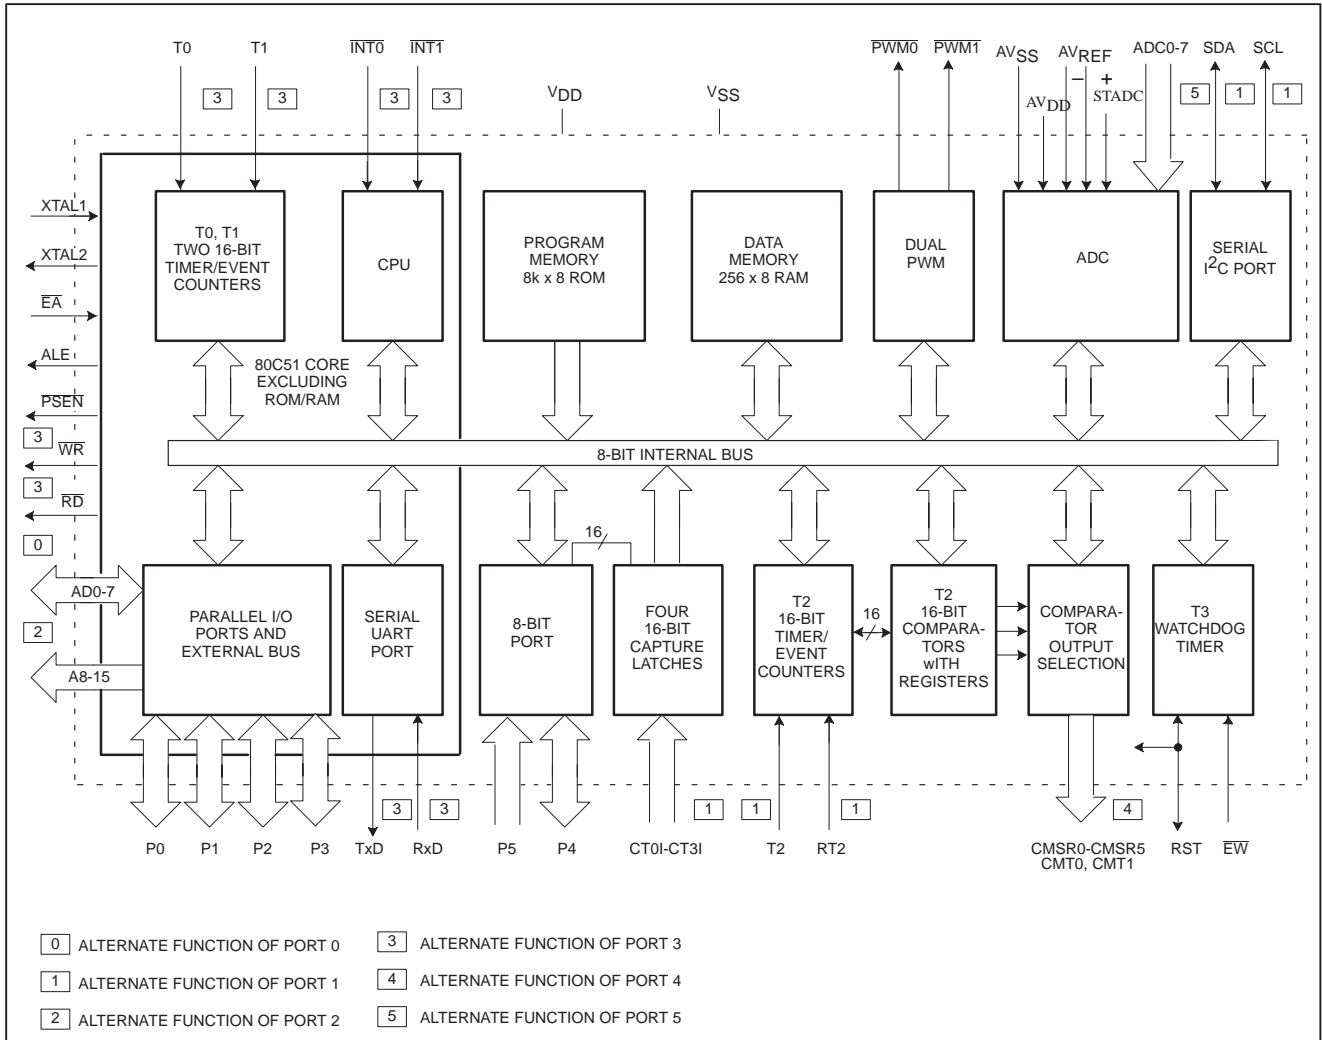 T0 T1 INT0 INT1 PWM0 PWM1 AVSS AVREF ADC0-7 SDA SCL
– +
3 3 3 3 VDD VSS AVDD STADC 5 1 1
XTAL1
XTAL2
EA
ALE
PSEN
3
WR
3
RD
0
AD0-7
2
A8-15
T0, T1
TWO 16-BIT
TIMER/EVENT
COUNTERS
CPU
PROGRAM
MEMORY
8k x 8 ROM
DATA
MEMORY
256 x 8 RAM
DUAL
PWM
ADC
SERIAL
I2C PORT
80C51 CORE
EXCLUDING
ROM/RAM
8-BIT INTERNAL BUS
16
PARALLEL I/O
PORTS AND
EXTERNAL BUS
SERIAL
UART
PORT
8-BIT
PORT
FOUR
16-BIT
CAPTURE
LATCHES
T2
16-BIT
TIMER/
EVENT
COUNTERS
16
T2
16-BIT
COMPARA-
TORS
wITH
REGISTERS
COMPARA-
TOR
OUTPUT
SELECTION
T3
WATCHDOG
TIMER
3 3 1 1 1 4
P0 P1 P2 P3 TxD RxD P5 P4 CT0I-CT3I T2 RT2 CMSR0-CMSR5 RST EW
CMT0, CMT1
0 ALTERNATE FUNCTION OF PORT 0
1 ALTERNATE FUNCTION OF PORT 1
2 ALTERNATE FUNCTION OF PORT 2
3 ALTERNATE FUNCTION OF PORT 3
4 ALTERNATE FUNCTION OF PORT 4
5 ALTERNATE FUNCTION OF PORT 5